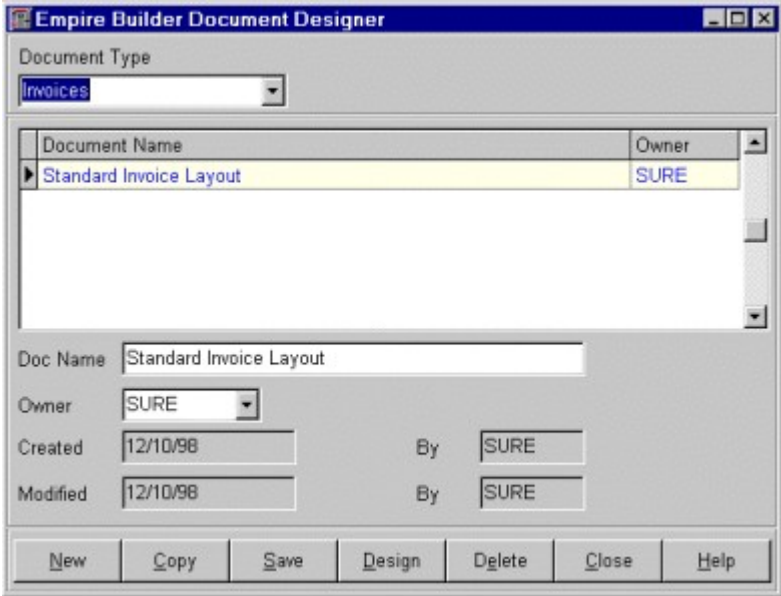 Empire Builder Document Designer
Document Type
Invoices
Document Name Owner
Standard Invoice Layout SURE
Doc Name Standard Invoice Layout
Owner SURE
Created 12/10/98 By SURE
Modified 12/10/98 By SURE
New Copy Save Design Delete Close Help